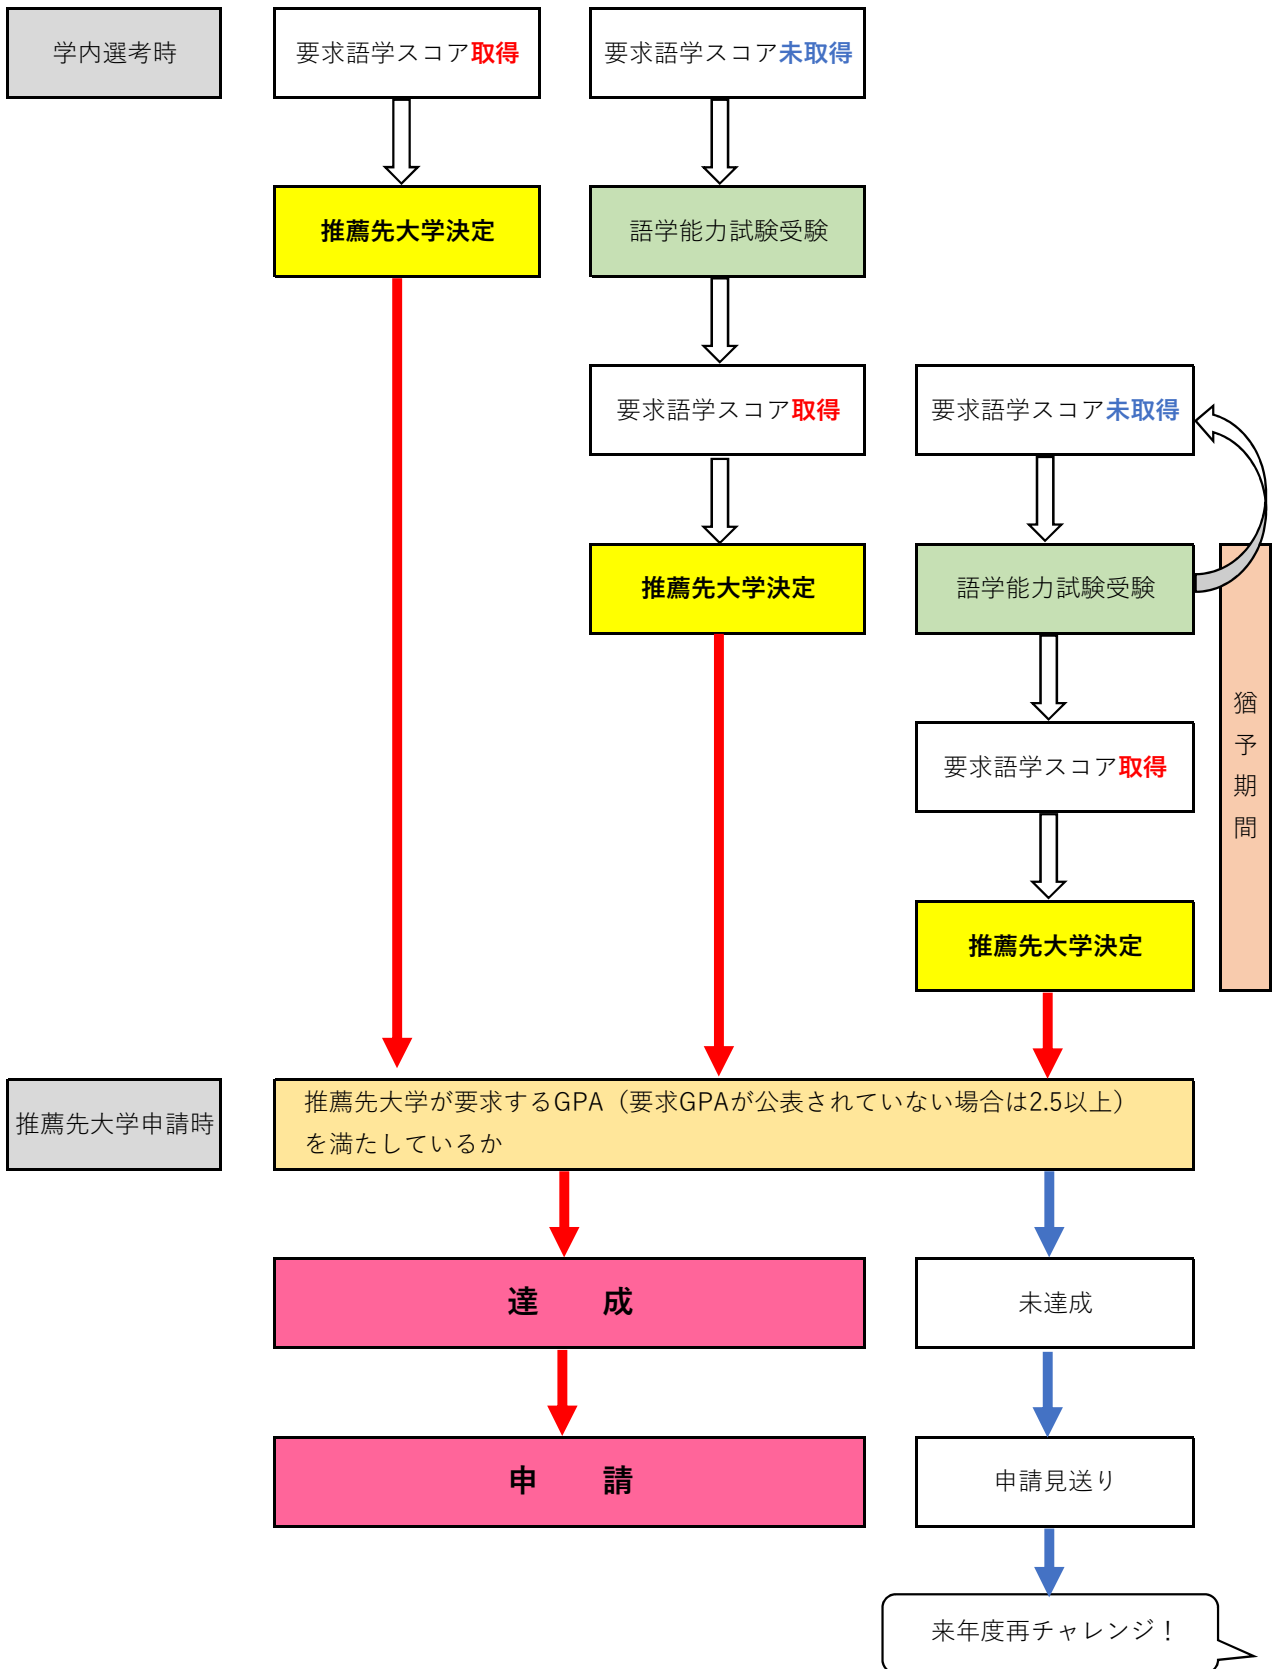 学内選考時
要求語学スコア取得
要求語学スコア未取得
推薦先大学決定
語学能力試験受験
要求語学スコア取得
要求語学スコア未取得
推薦先大学決定
語学能力試験受験
猶予期間
要求語学スコア取得
推薦先大学決定
推薦先大学申請時
推薦先大学が要求するGPA（要求GPAが公表されていない場合は2.5以上）
を満たしているか
達　　成
未達成
申　　請
申請見送り
来年度再チャレンジ！